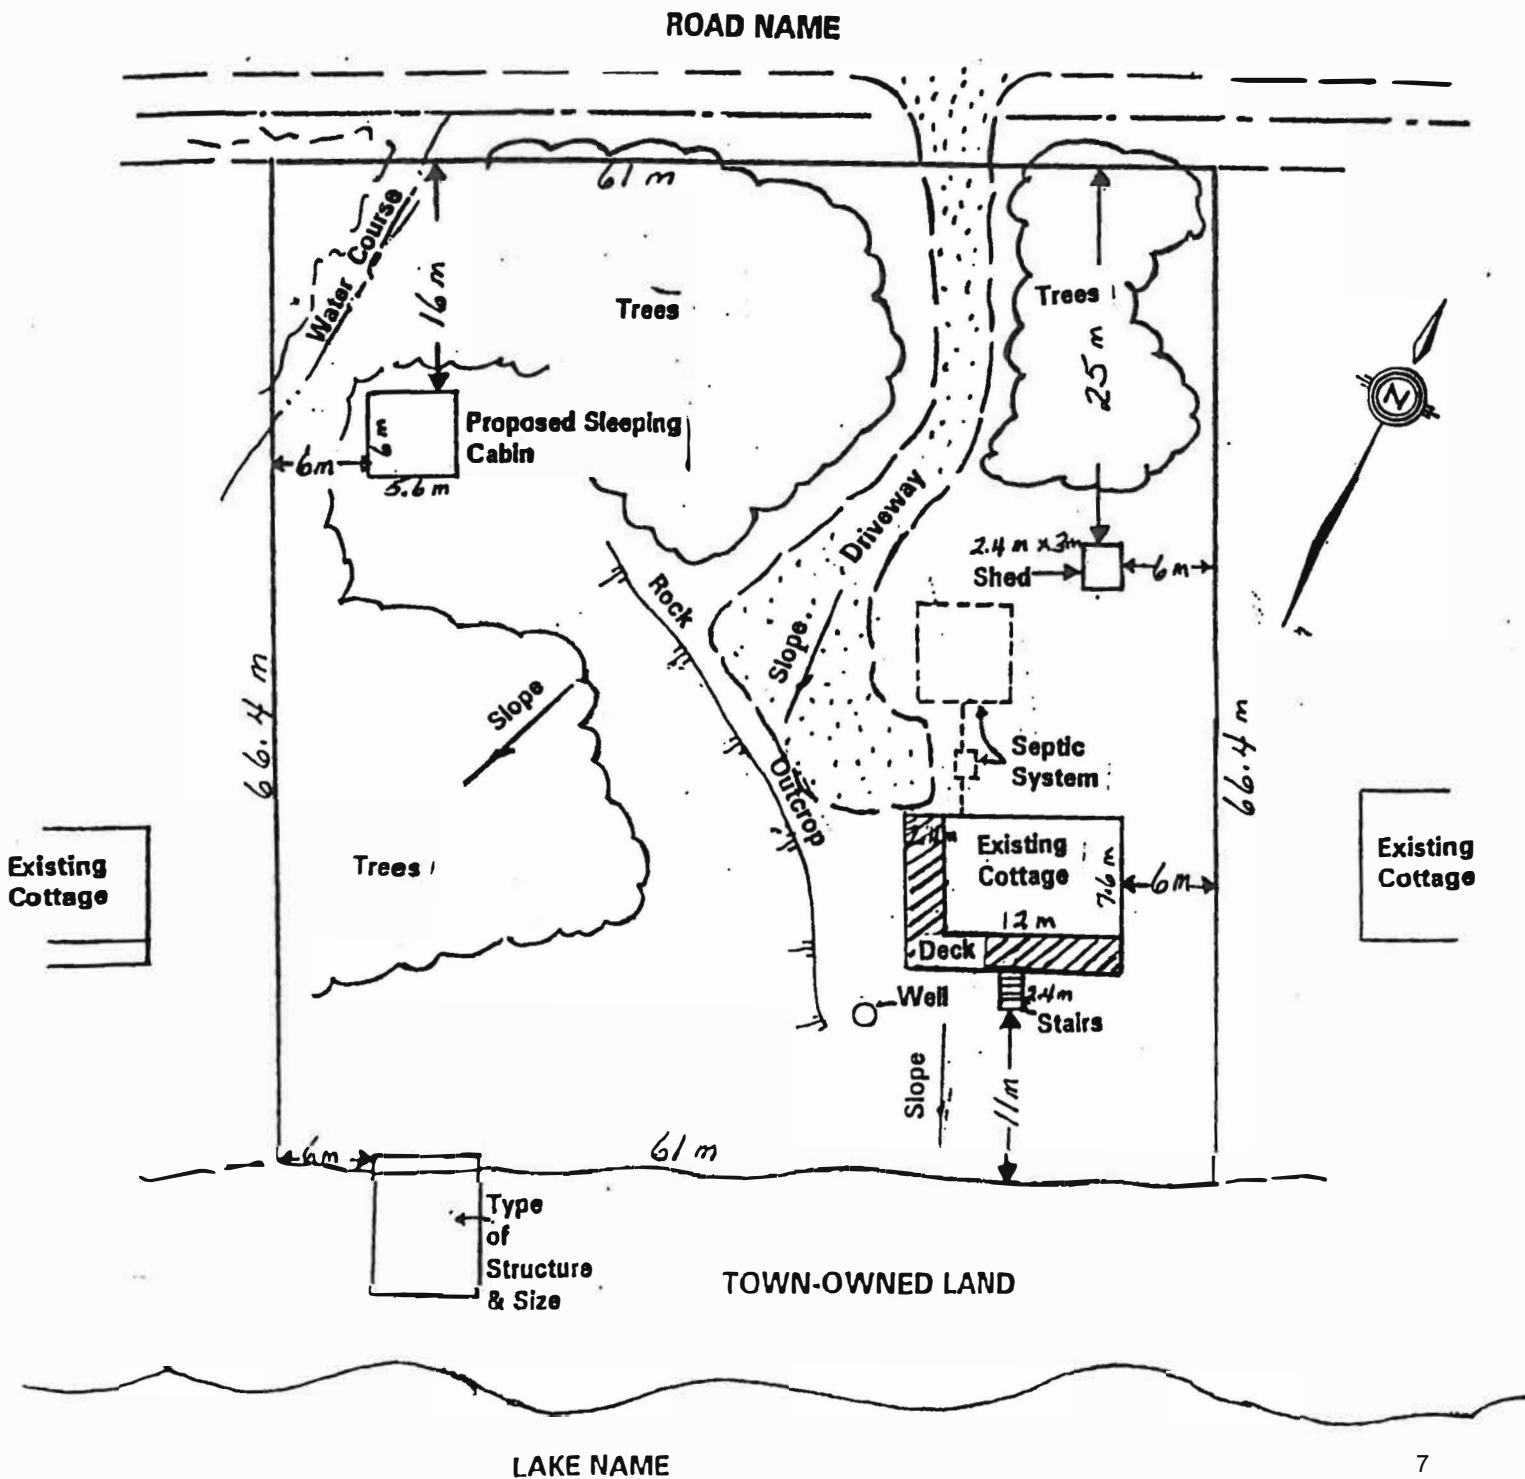 ROAD NAME
61 m
Water Course
16 m
Trees
Trees
25 m
N
Proposed Sleeping
Cabin
6m
6m
5.6 m
Driveway
2.4 m x 3m
Shed
6 m
Rock
Slope
Slope
66.4 m
66.4 m
Septic
System
Outcrop
Existing
Cottage
Trees
2.4m
Existing
Cottage
7.6 m
6m
12 m
Existing
Cottage
Deck
Well
2.4m
Stairs
Slope
11m
6m
61 m
Type
of
Structure
& Size
TOWN-OWNED LAND
LAKE NAME
7